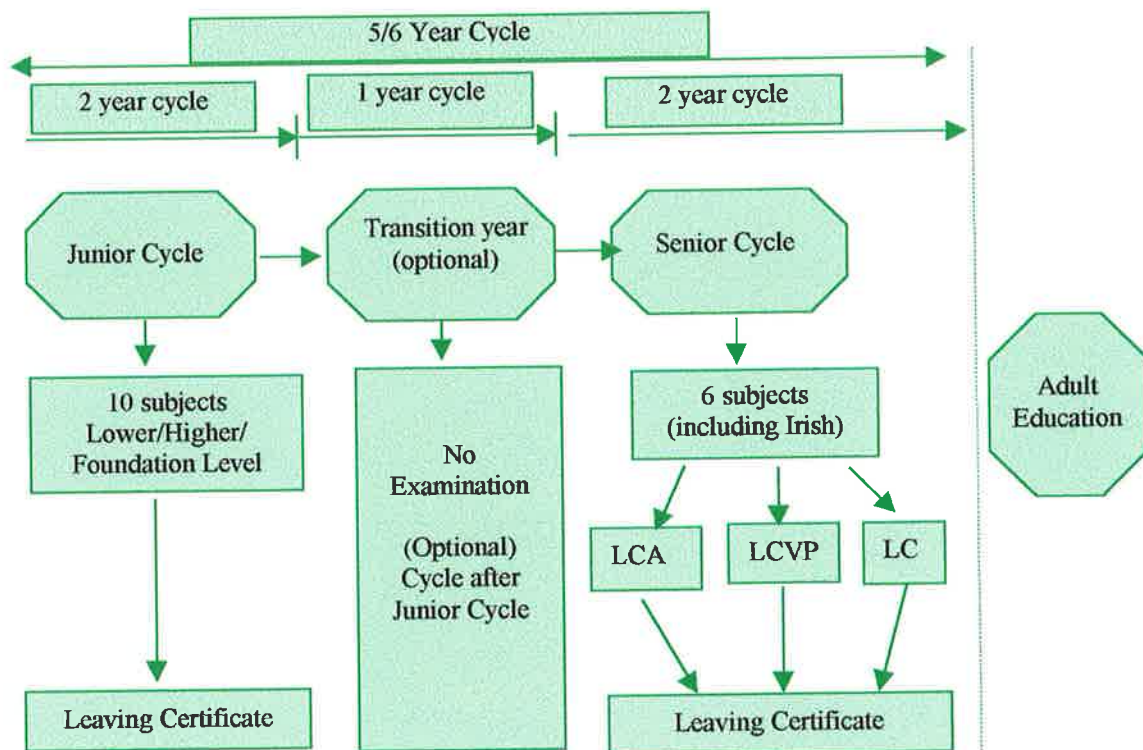 5/6 Year Cycle
2 year cycle
1 year cycle
2 year cycle
Junior Cycle
Transition year
(optional)
Senior Cycle
10 subjects
Lower/Higher/
Foundation Level
No
Examination
(Optional)
Cycle after
Junior Cycle
6 subjects
(including Irish)
LCA
LCVP
LC
Leaving Certificate
Leaving Certificate
Adult
Education